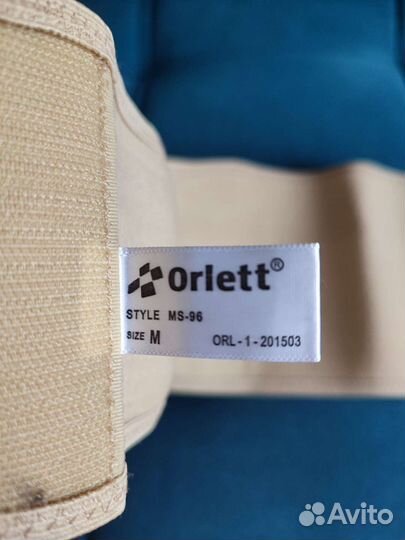 Orlett®
STYLE MS-96
SIZE M ORL-1-201503
Avito